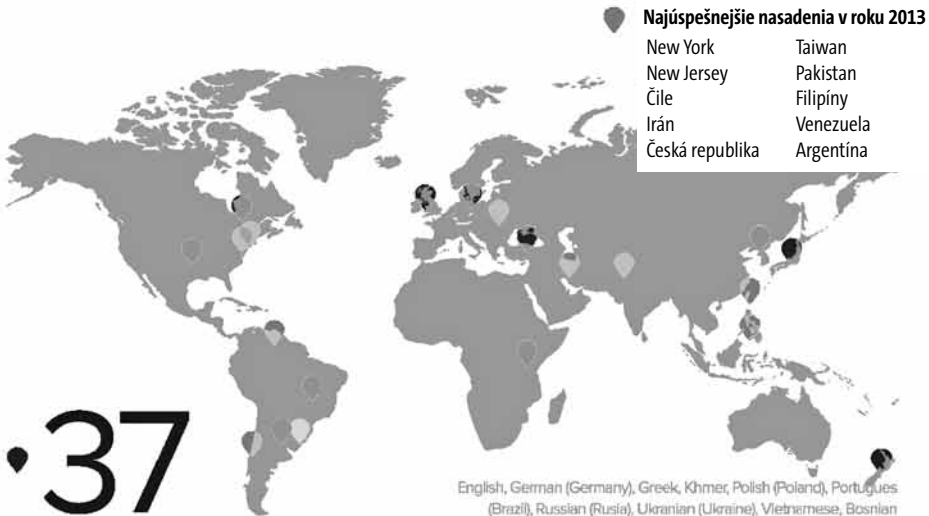 Najúspešnejšie nasadenia v roku 2013
New York Taiwan
New Jersey Pakistan
Čile Filipíny
Irán Venezuela
Česká republika Argentína
37
English, German (Germany), Greek, Khmer, Polish (Poland), Portugues
(Brazil), Russian (Rusia), Ukranian (Ukraine), Vietnamese, Bosnian